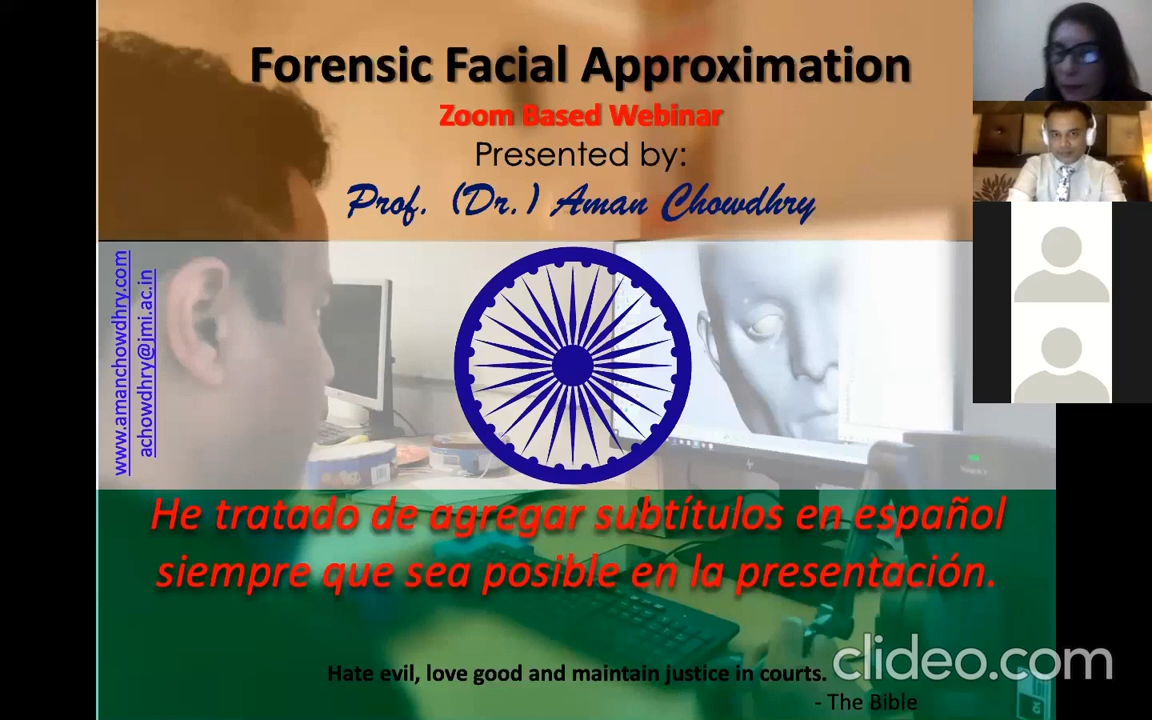 Forensic Facial Approximation
Zoom Based Webinar
Presented by:
Prof. (Dr.) Aman Chowdhry
www.amanchowdhry.com
achowdhry@jmi.ac.in
He tratado de agregar subtítulos en español
siempre que sea posible en la presentación.
Hate evil, love good and maintain justice in courts.
- The Bible
clideo.com